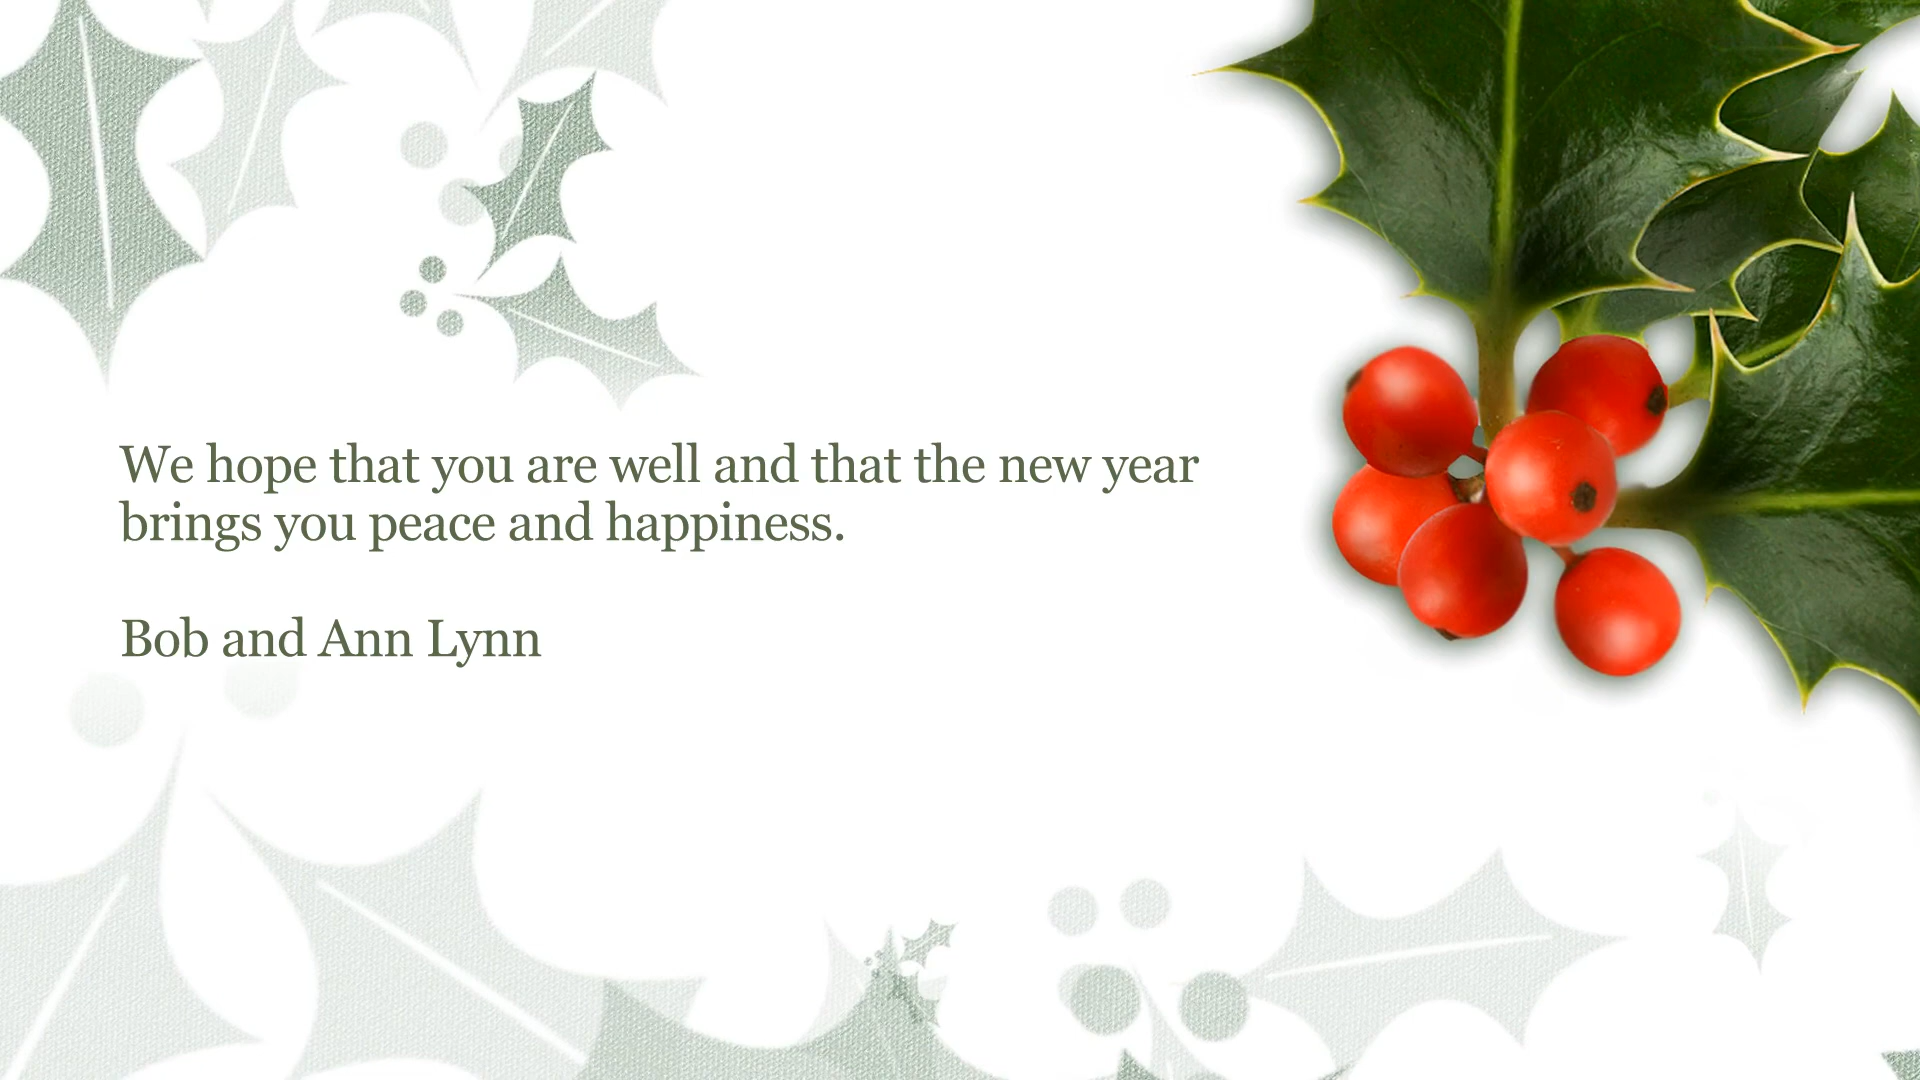 We hope that you are well and that the new year
brings you peace and happiness.
Bob and Ann Lynn